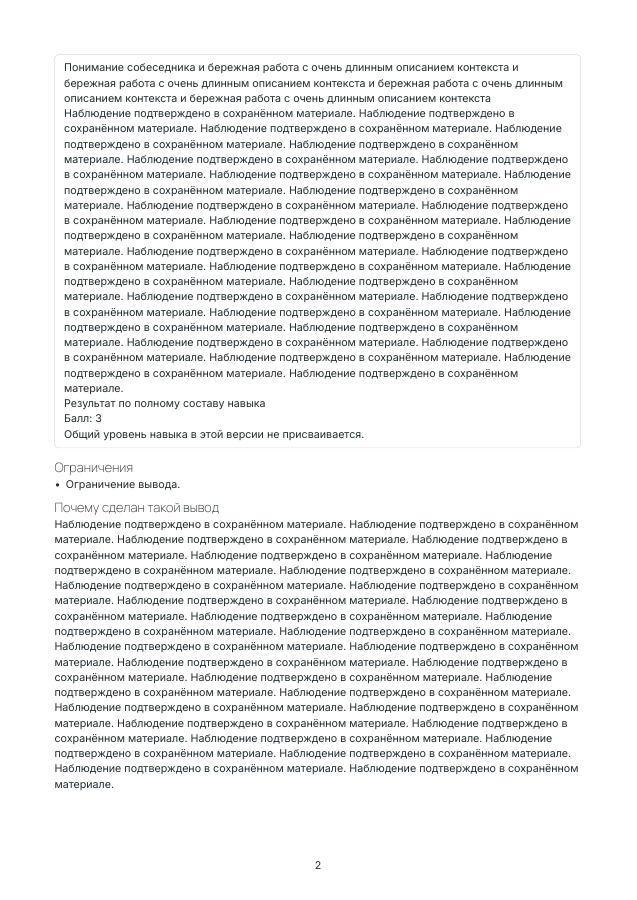 Понимание собеседника и бережная работа с очень длинным описанием контекста и
бережная работа с очень длинным описанием контекста и бережная работа с очень длинным
описанием контекста и бережная работа с очень длинным описанием контекста
Наблюдение подтверждено в сохранённом материале. Наблюдение подтверждено в
сохранённом материале. Наблюдение подтверждено в сохранённом материале. Наблюдение
подтверждено в сохранённом материале. Наблюдение подтверждено в сохранённом
материале. Наблюдение подтверждено в сохранённом материале. Наблюдение подтверждено
в сохранённом материале. Наблюдение подтверждено в сохранённом материале. Наблюдение
подтверждено в сохранённом материале. Наблюдение подтверждено в сохранённом
материале. Наблюдение подтверждено в сохранённом материале. Наблюдение подтверждено
в сохранённом материале. Наблюдение подтверждено в сохранённом материале. Наблюдение
подтверждено в сохранённом материале. Наблюдение подтверждено в сохранённом
материале. Наблюдение подтверждено в сохранённом материале. Наблюдение подтверждено
в сохранённом материале. Наблюдение подтверждено в сохранённом материале. Наблюдение
подтверждено в сохранённом материале. Наблюдение подтверждено в сохранённом
материале. Наблюдение подтверждено в сохранённом материале. Наблюдение подтверждено
в сохранённом материале. Наблюдение подтверждено в сохранённом материале. Наблюдение
подтверждено в сохранённом материале. Наблюдение подтверждено в сохранённом
материале. Наблюдение подтверждено в сохранённом материале. Наблюдение подтверждено
в сохранённом материале. Наблюдение подтверждено в сохранённом материале. Наблюдение
подтверждено в сохранённом материале. Наблюдение подтверждено в сохранённом
материале.
Результат по полному составу навыка
Балл: 3
Общий уровень навыка в этой версии не присваивается.
Ограничения
• Ограничение вывода.
Почему сделан такой вывод
Наблюдение подтверждено в сохранённом материале. Наблюдение подтверждено в сохранённом
материале. Наблюдение подтверждено в сохранённом материале. Наблюдение подтверждено в
сохранённом материале. Наблюдение подтверждено в сохранённом материале. Наблюдение
подтверждено в сохранённом материале. Наблюдение подтверждено в сохранённом материале.
Наблюдение подтверждено в сохранённом материале. Наблюдение подтверждено в сохранённом
материале. Наблюдение подтверждено в сохранённом материале. Наблюдение подтверждено в
сохранённом материале. Наблюдение подтверждено в сохранённом материале. Наблюдение
подтверждено в сохранённом материале. Наблюдение подтверждено в сохранённом материале.
Наблюдение подтверждено в сохранённом материале. Наблюдение подтверждено в сохранённом
материале. Наблюдение подтверждено в сохранённом материале. Наблюдение подтверждено в
сохранённом материале. Наблюдение подтверждено в сохранённом материале. Наблюдение
подтверждено в сохранённом материале. Наблюдение подтверждено в сохранённом материале.
Наблюдение подтверждено в сохранённом материале. Наблюдение подтверждено в сохранённом
материале. Наблюдение подтверждено в сохранённом материале. Наблюдение подтверждено в
сохранённом материале. Наблюдение подтверждено в сохранённом материале. Наблюдение
подтверждено в сохранённом материале. Наблюдение подтверждено в сохранённом материале.
Наблюдение подтверждено в сохранённом материале. Наблюдение подтверждено в сохранённом
материале.
2